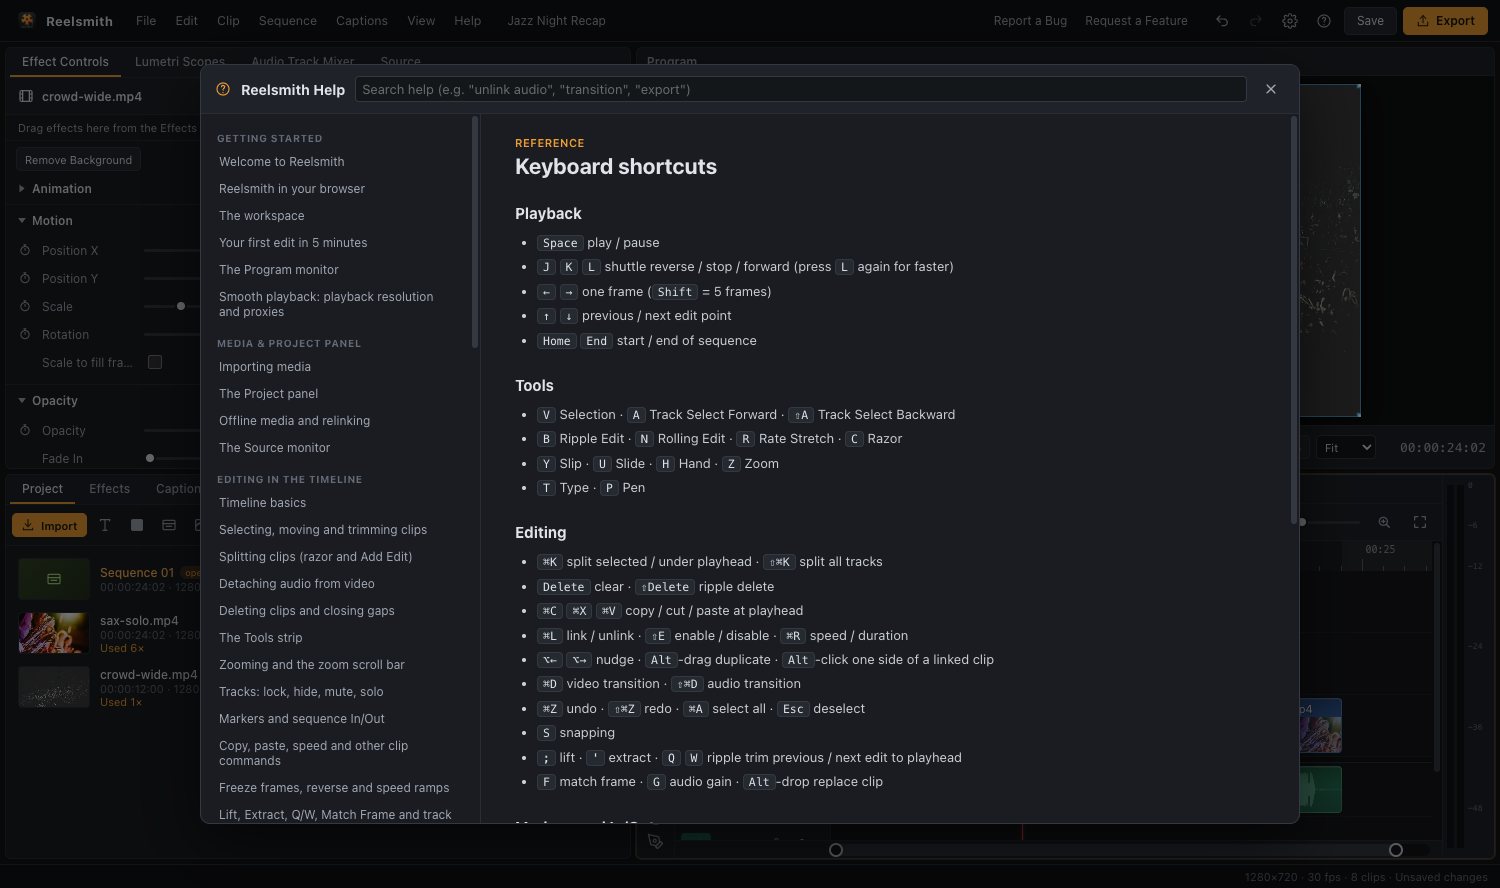 Reelsmith File Edit Clip Sequence Captions View Help Jazz Night Recap Report a Bug Request a Feature Save Export
Effect Controls Lumetri Scopes Audio Track Mixer Source
Program
crowd-wide.mp4
Drag effects here from the Effects
Remove Background
Animation
Motion
Position X
Position Y
Scale
Rotation
Scale to fill fra...
Opacity
Opacity
Fade In
Fit 00:00:24:02
Project Effects Caption
Import
Sequence 01 ope
00:00:24:02 · 1280
sax-solo.mp4
00:00:24:02 · 1280
Used 6×
crowd-wide.mp4
00:00:12:00 · 1280
Used 1×
Reelsmith Help
Search help (e.g. "unlink audio", "transition", "export")
GETTING STARTED
Welcome to Reelsmith
Reelsmith in your browser
The workspace
Your first edit in 5 minutes
The Program monitor
Smooth playback: playback resolution
and proxies
MEDIA & PROJECT PANEL
Importing media
The Project panel
Offline media and relinking
The Source monitor
EDITING IN THE TIMELINE
Timeline basics
Selecting, moving and trimming clips
Splitting clips (razor and Add Edit)
Detaching audio from video
Deleting clips and closing gaps
The Tools strip
Zooming and the zoom scroll bar
Tracks: lock, hide, mute, solo
Markers and sequence In/Out
Copy, paste, speed and other clip
commands
Freeze frames, reverse and speed ramps
Lift, Extract, Q/W, Match Frame and track
REFERENCE
Keyboard shortcuts
Playback
• Space play / pause
• J K L shuttle reverse / stop / forward (press L again for faster)
• ← → one frame (Shift = 5 frames)
• ↑ ↓ previous / next edit point
• Home End start / end of sequence
Tools
• V Selection · A Track Select Forward · ⇧A Track Select Backward
• B Ripple Edit · N Rolling Edit · R Rate Stretch · C Razor
• Y Slip · U Slide · H Hand · Z Zoom
• T Type · P Pen
Editing
• ⌘K split selected / under playhead · ⇧⌘K split all tracks
• Delete clear · ⇧Delete ripple delete
• ⌘C ⌘X ⌘V copy / cut / paste at playhead
• ⌘L link / unlink · ⇧E enable / disable · ⌘R speed / duration
• ⌥← ⌥→ nudge · Alt-drag duplicate · Alt-click one side of a linked clip
• ⌘D video transition · ⇧⌘D audio transition
• ⌘Z undo · ⇧⌘Z redo · ⌘A select all · Esc deselect
• S snapping
• ; lift · ' extract · Q W ripple trim previous / next edit to playhead
• F match frame · G audio gain · Alt-drop replace clip
00:25
p4
0
-6
-12
-24
-36
-48
1280×720 · 30 fps · 8 clips · Unsaved changes